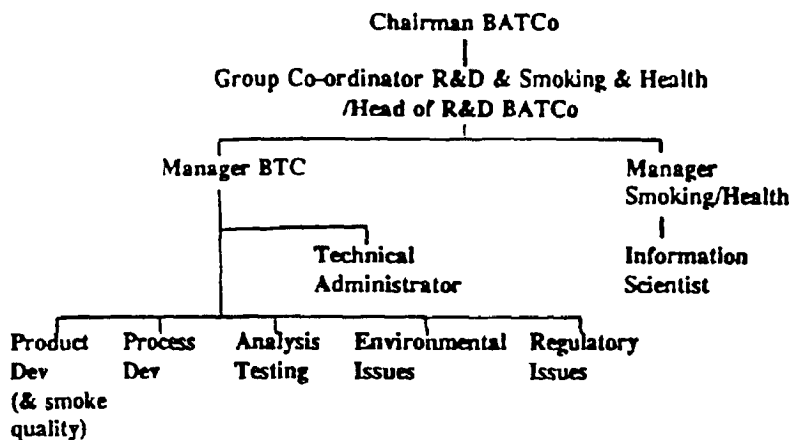 Chairman BATCo
Group Co-ordinator R&D & Smoking & Health
/Head of R&D BATCo
Manager BTC
Manager
Smoking/Health
Technical
Administrator
Information
Scientist
Product
Dev
(& smoke
quality)
Process
Dev
Analysis
Testing
Environmental
Issues
Regulatory
Issues